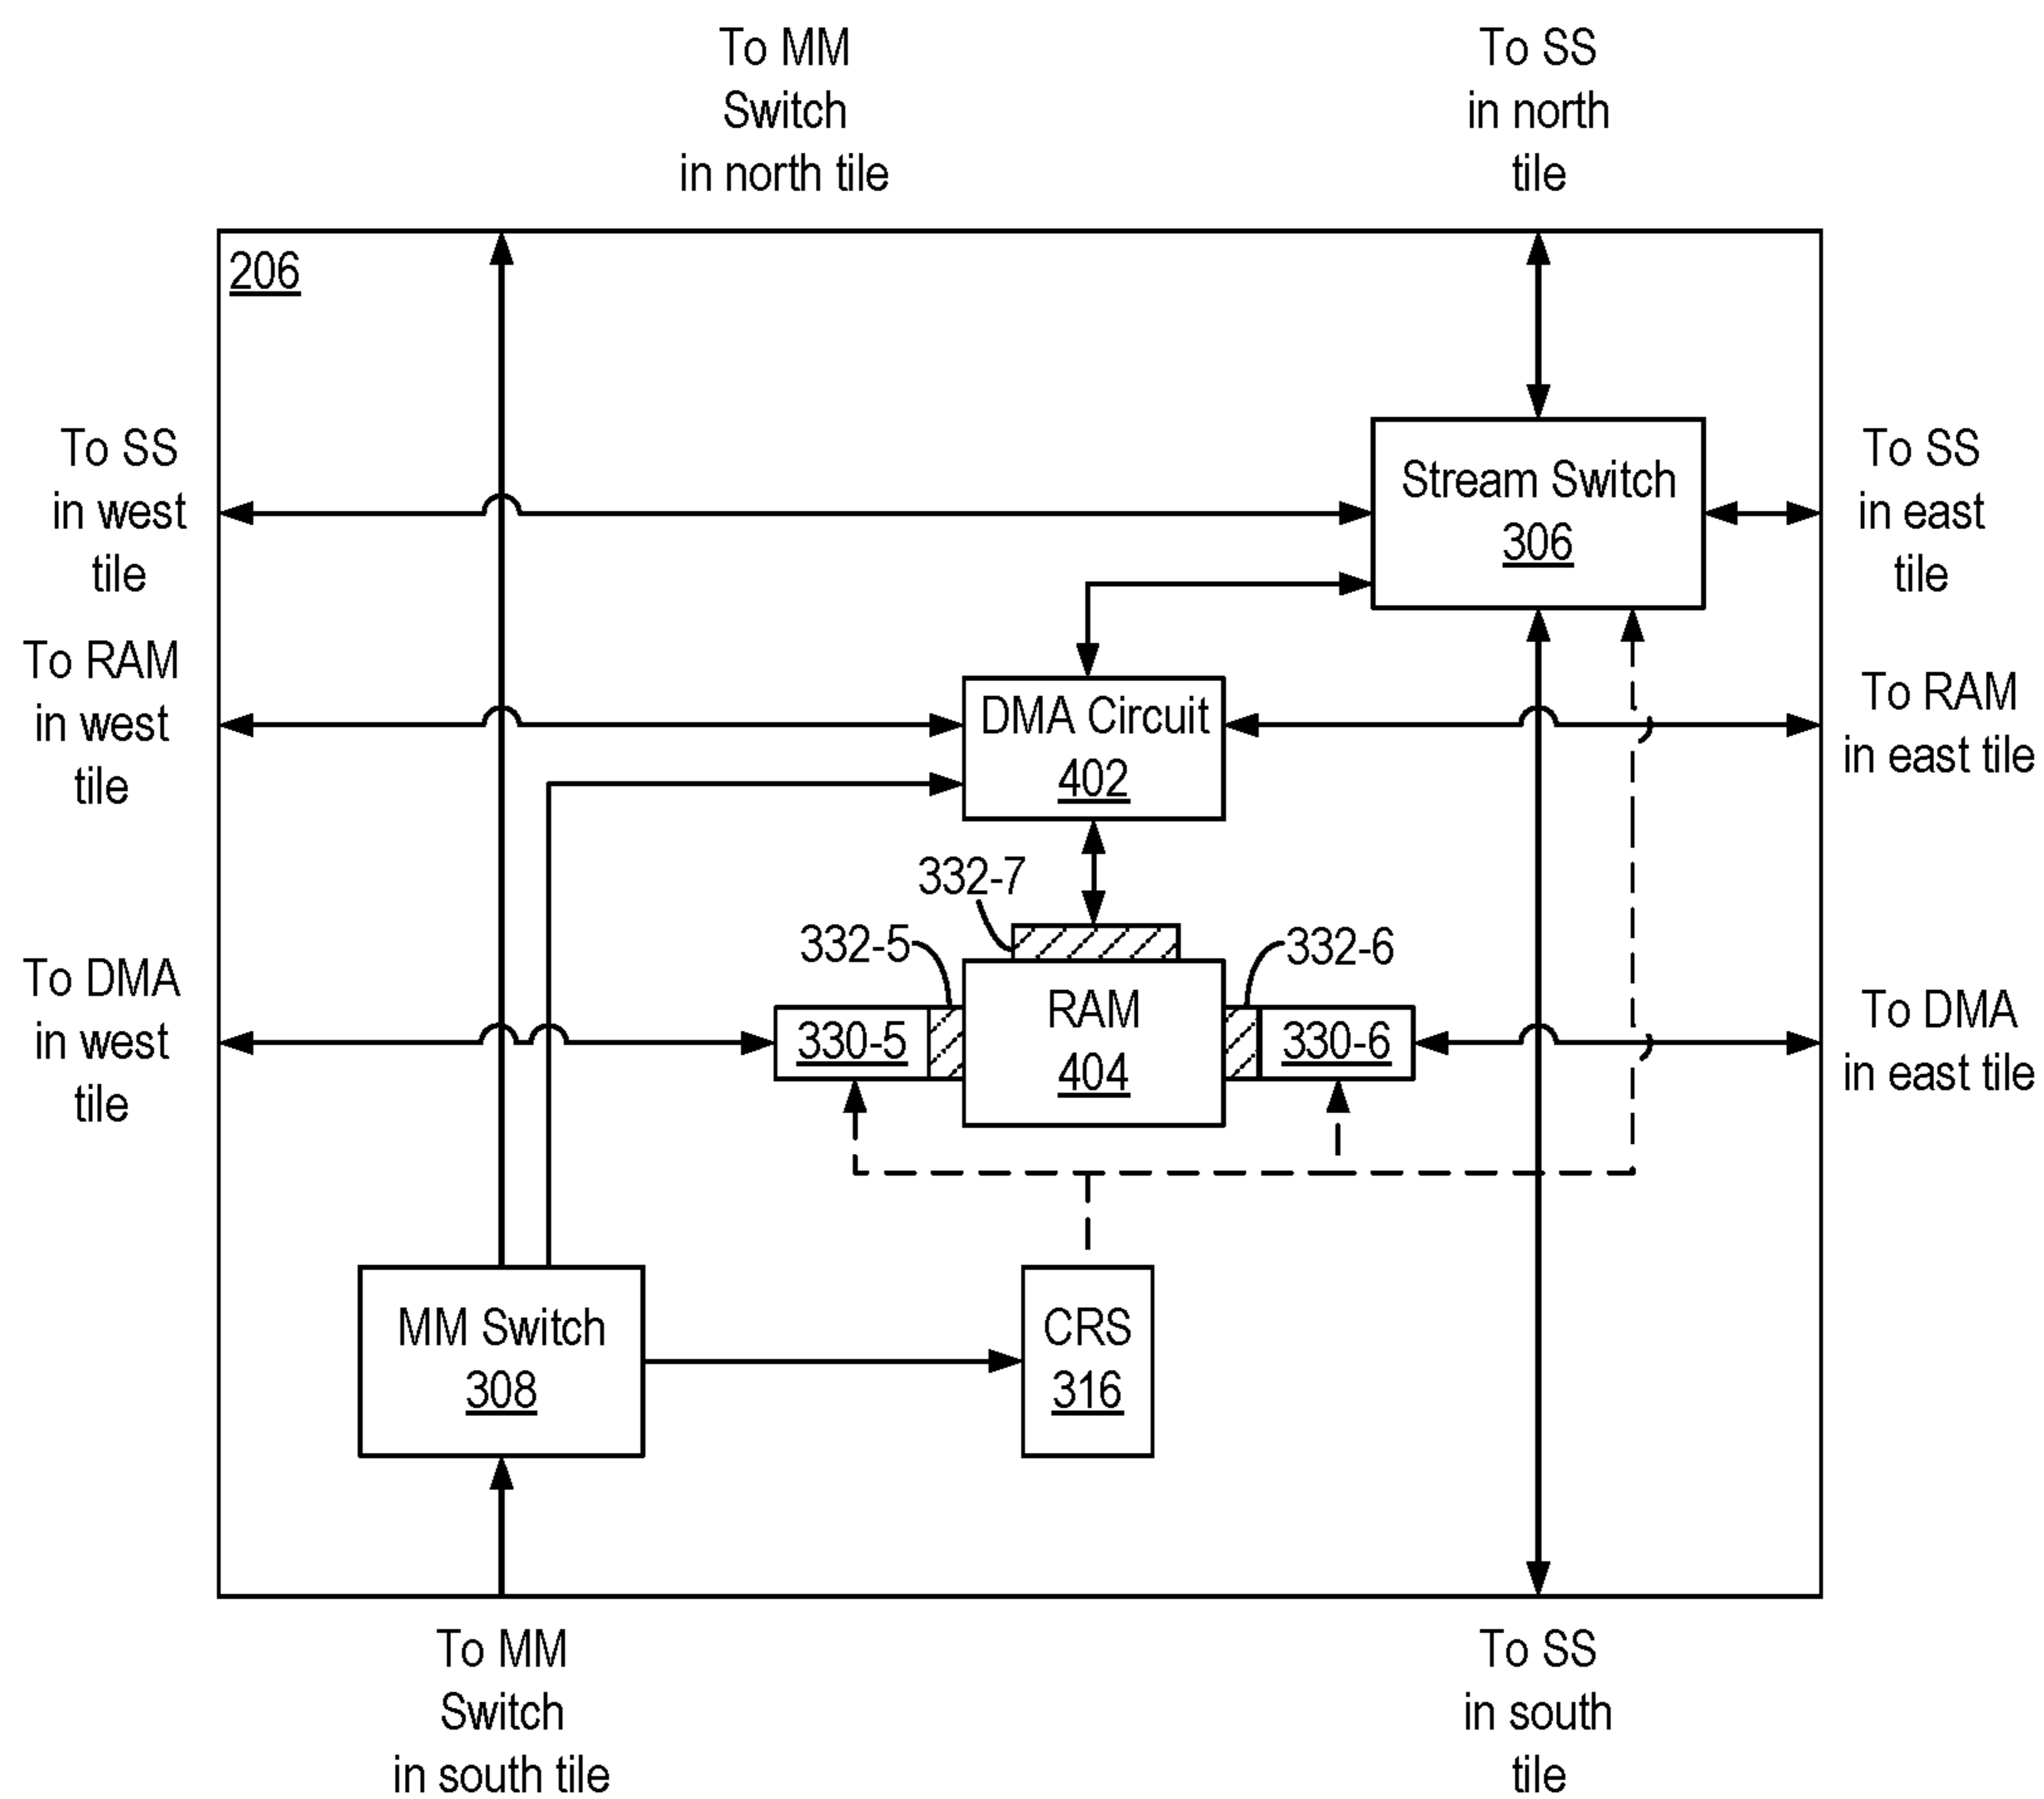 To MM
Switch
in north tile
To SS
in north
tile
206
To SS
in west
tile
Stream Switch
306
To SS
in east
tile
To RAM
in west
tile
DMA Circuit
402
To RAM
in east tile
332-7
332-5
332-6
To DMA
in west
tile
330-5
RAM
404
330-6
To DMA
in east tile
MM Switch
308
CRS
316
To MM
Switch
in south tile
To SS
in south
tile